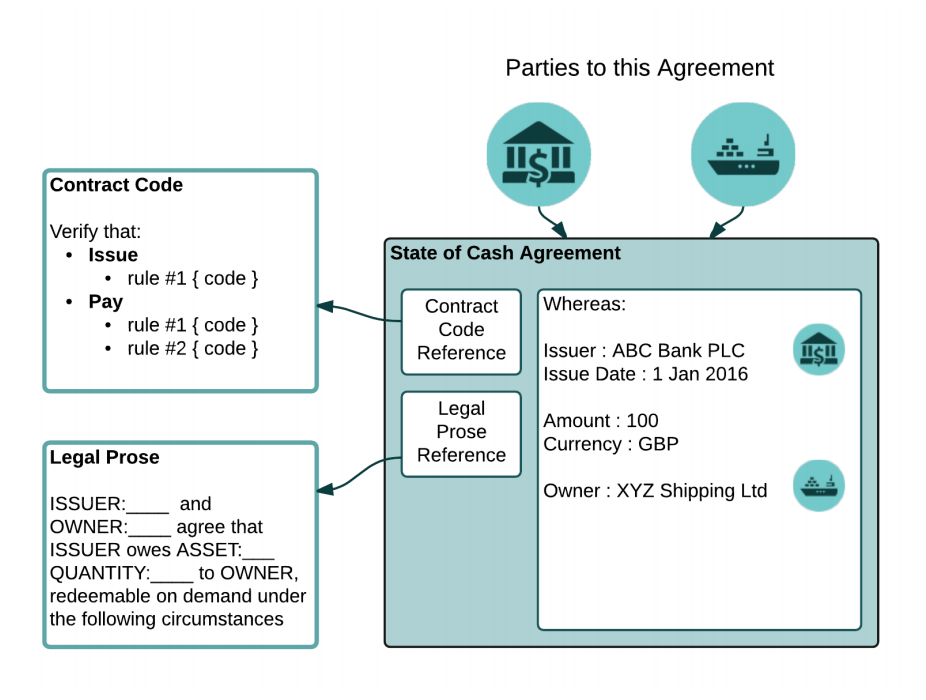 Parties to this Agreement
Contract Code
Verify that:
• Issue
• rule #1 { code }
• Pay
• rule #1 { code }
• rule #2 { code }
Legal Prose
ISSUER:____ and
OWNER:____ agree that
ISSUER owes ASSET:___
QUANTITY:____ to OWNER,
redeemable on demand under
the following circumstances
State of Cash Agreement
Contract
Code
Reference
Legal
Prose
Reference
Whereas:
Issuer : ABC Bank PLC
Issue Date : 1 Jan 2016
Amount : 100
Currency : GBP
Owner : XYZ Shipping Ltd